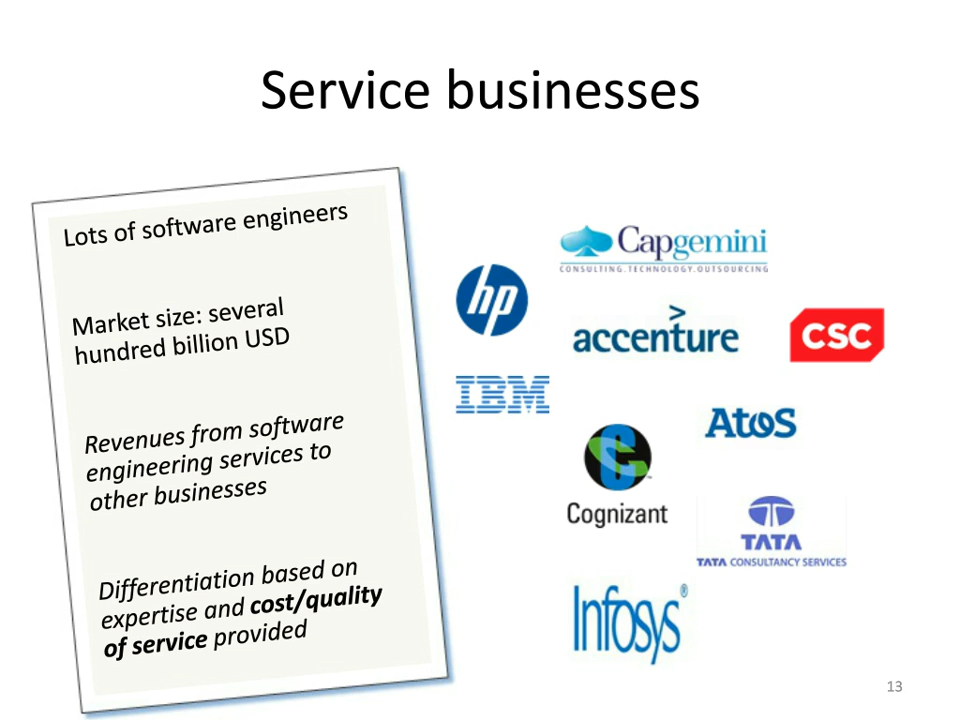 Service businesses
Lots of software engineers
Market size: several
hundred billion USD
Revenues from software
engineering services to
other businesses
Differentiation based on
expertise and cost/quality
of service provided
Capgemini
CONSULTING.TECHNOLOGY.OUTSOURCING
hp
accenture
>
CSC
IBM
Atos
Cognizant
TATA
TATA CONSULTANCY SERVICES
Infosys®
13